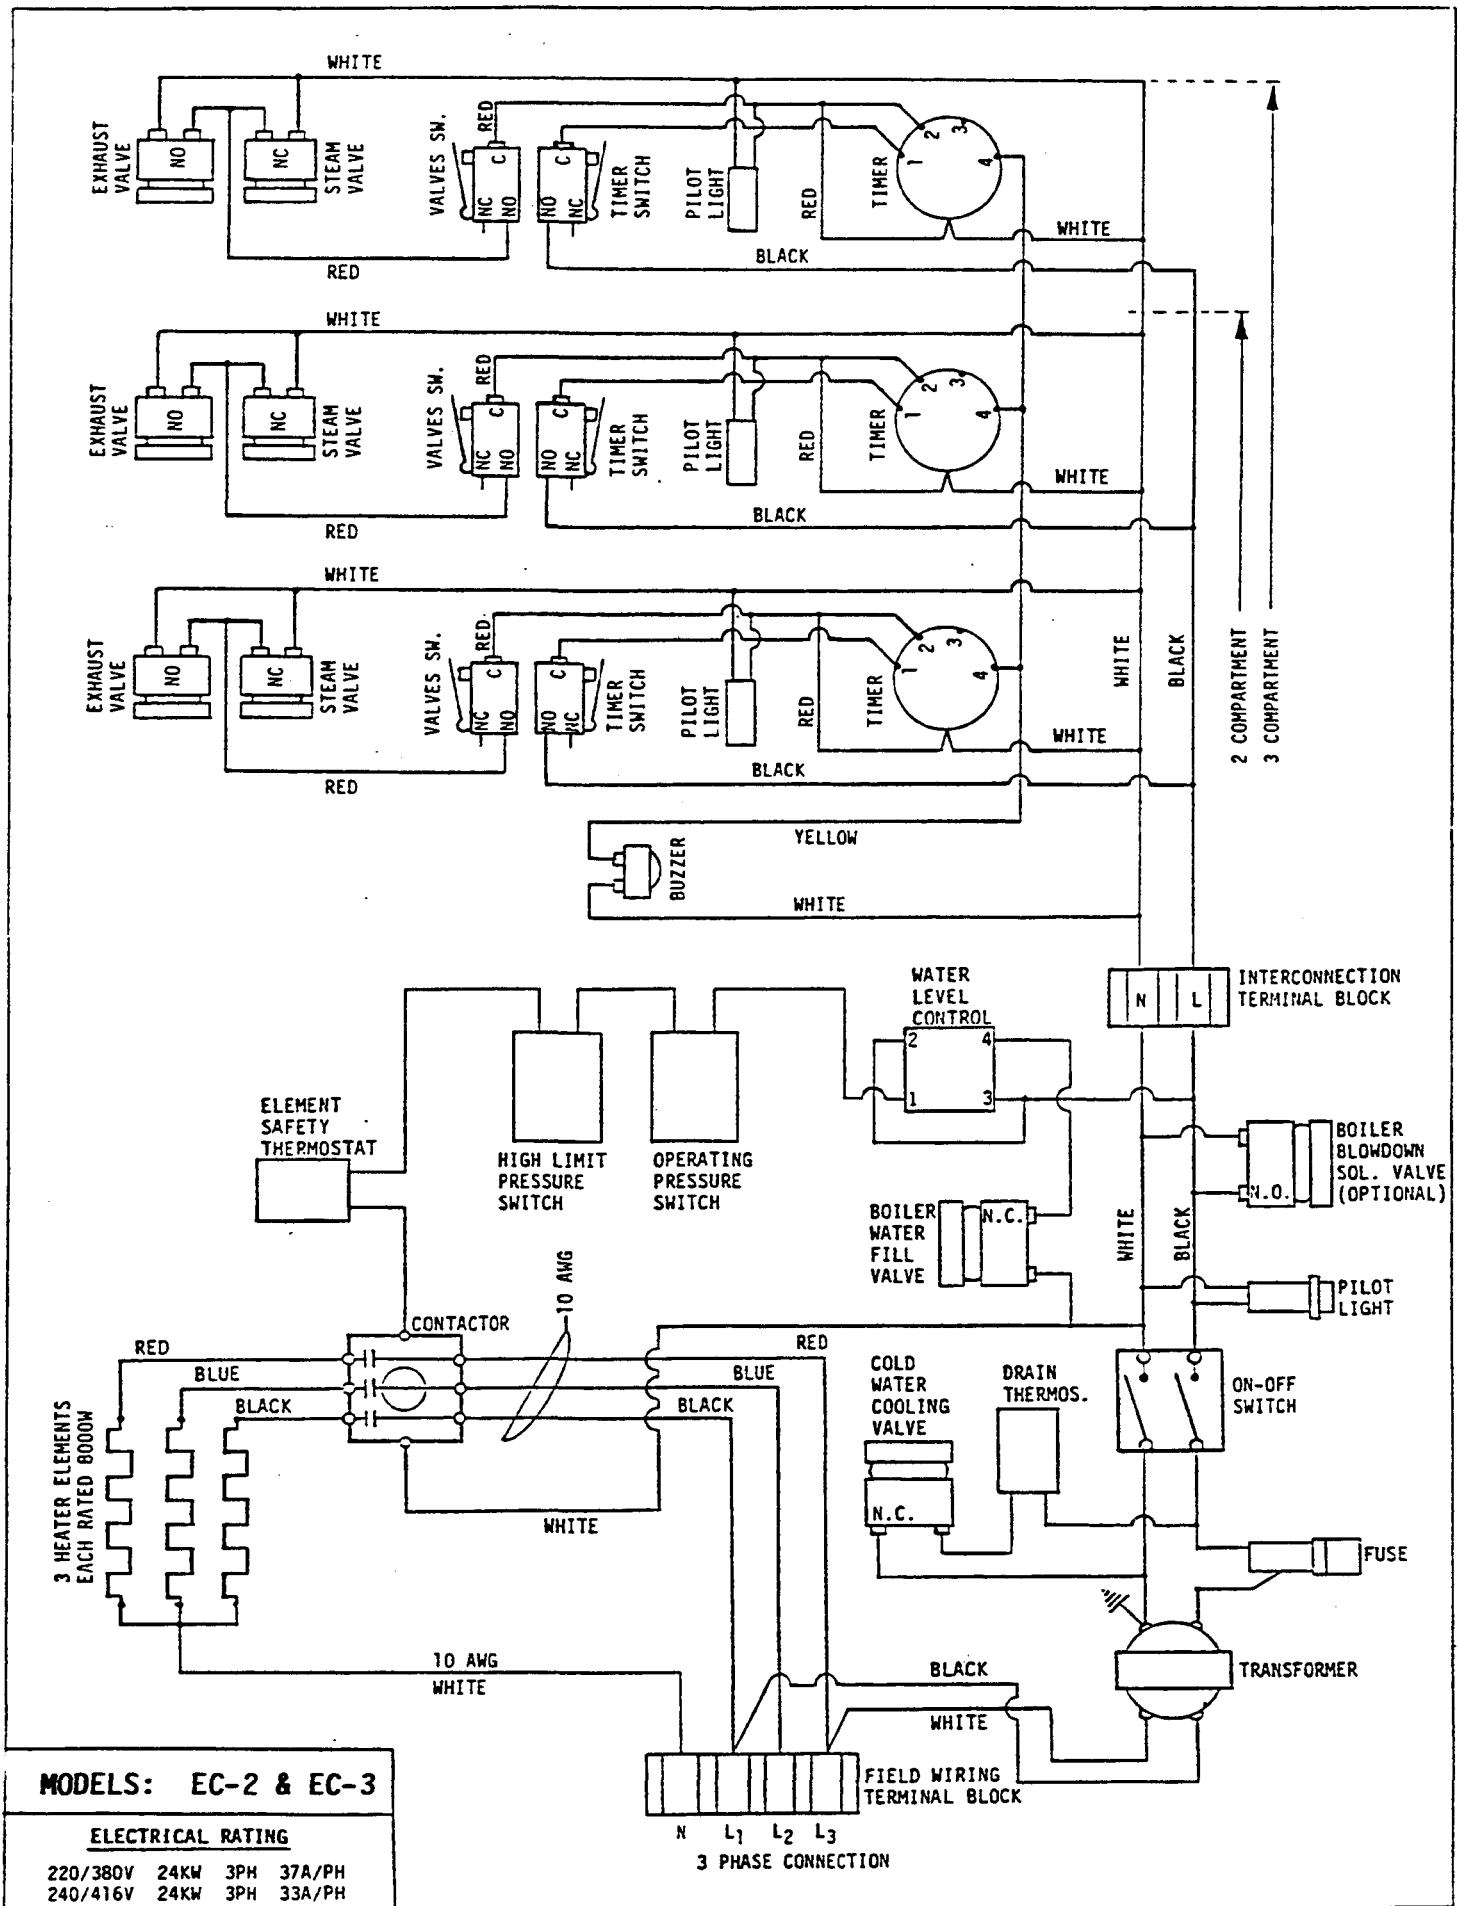 WHITE
EXHAUST
VALVE
NO
NC
STEAM
VALVE
VALVES SW.
RED
C
NC
NO
C
NO
NC
TIMER
SWITCH
PILOT
LIGHT
RED
TIMER
1
2
3
4
WHITE
BLACK
RED
WHITE
EXHAUST
VALVE
NO
NC
STEAM
VALVE
VALVES SW.
RED
C
NC
NO
C
NO
NC
TIMER
SWITCH
PILOT
LIGHT
RED
TIMER
1
2
3
4
WHITE
BLACK
RED
WHITE
EXHAUST
VALVE
NO
NC
STEAM
VALVE
VALVES SW.
RED
C
NC
NO
C
NO
NC
TIMER
SWITCH
PILOT
LIGHT
RED
TIMER
1
2
3
4
WHITE
BLACK
RED
WHITE
BLACK
2 COMPARTMENT
3 COMPARTMENT
YELLOW
BUZZER
WHITE
INTERCONNECTION
TERMINAL BLOCK
N
L
WATER
LEVEL
CONTROL
2
4
1
3
ELEMENT
SAFETY
THERMOSTAT
HIGH LIMIT
PRESSURE
SWITCH
OPERATING
PRESSURE
SWITCH
BOILER
BLOWDOWN
SOL. VALVE
(OPTIONAL)
N.O.
BOILER
WATER
FILL
VALVE
N.C.
WHITE
BLACK
PILOT
LIGHT
10 AWG
CONTACTOR
RED
BLUE
BLACK
RED
BLUE
BLACK
COLD
WATER
COOLING
VALVE
N.C.
DRAIN
THERMOS.
ON-OFF
SWITCH
3 HEATER ELEMENTS
EACH RATED 8000W
WHITE
FUSE
10 AWG
WHITE
BLACK
WHITE
TRANSFORMER
FIELD WIRING
TERMINAL BLOCK
N L1 L2 L3
3 PHASE CONNECTION
MODELS: EC-2 & EC-3
ELECTRICAL RATING
220/380V 24KW 3PH 37A/PH
240/416V 24KW 3PH 33A/PH